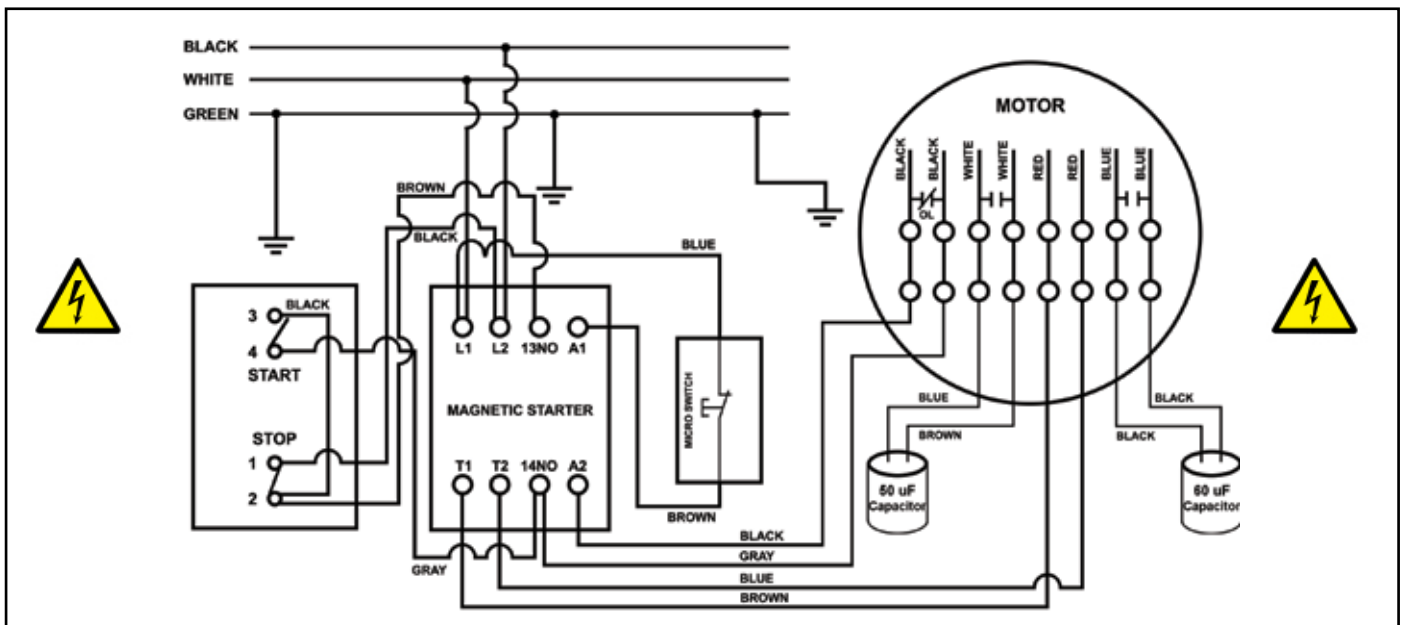 BLACK
WHITE
GREEN
MOTOR
BLACK
BLACK
WHITE
WHITE
RED
RED
BLUE
BLUE
OL
BROWN
BLACK
BLUE
3
BLACK
4
START
STOP
1
2
L1 L2 13NO A1
MAGNETIC STARTER
T1 T2 14NO A2
MICRO SWITCH
BROWN
BLUE
BROWN
BLACK
BLACK
50 uF
Capacitor
60 uF
Capacitor
GRAY
BLACK
GRAY
BLUE
BROWN